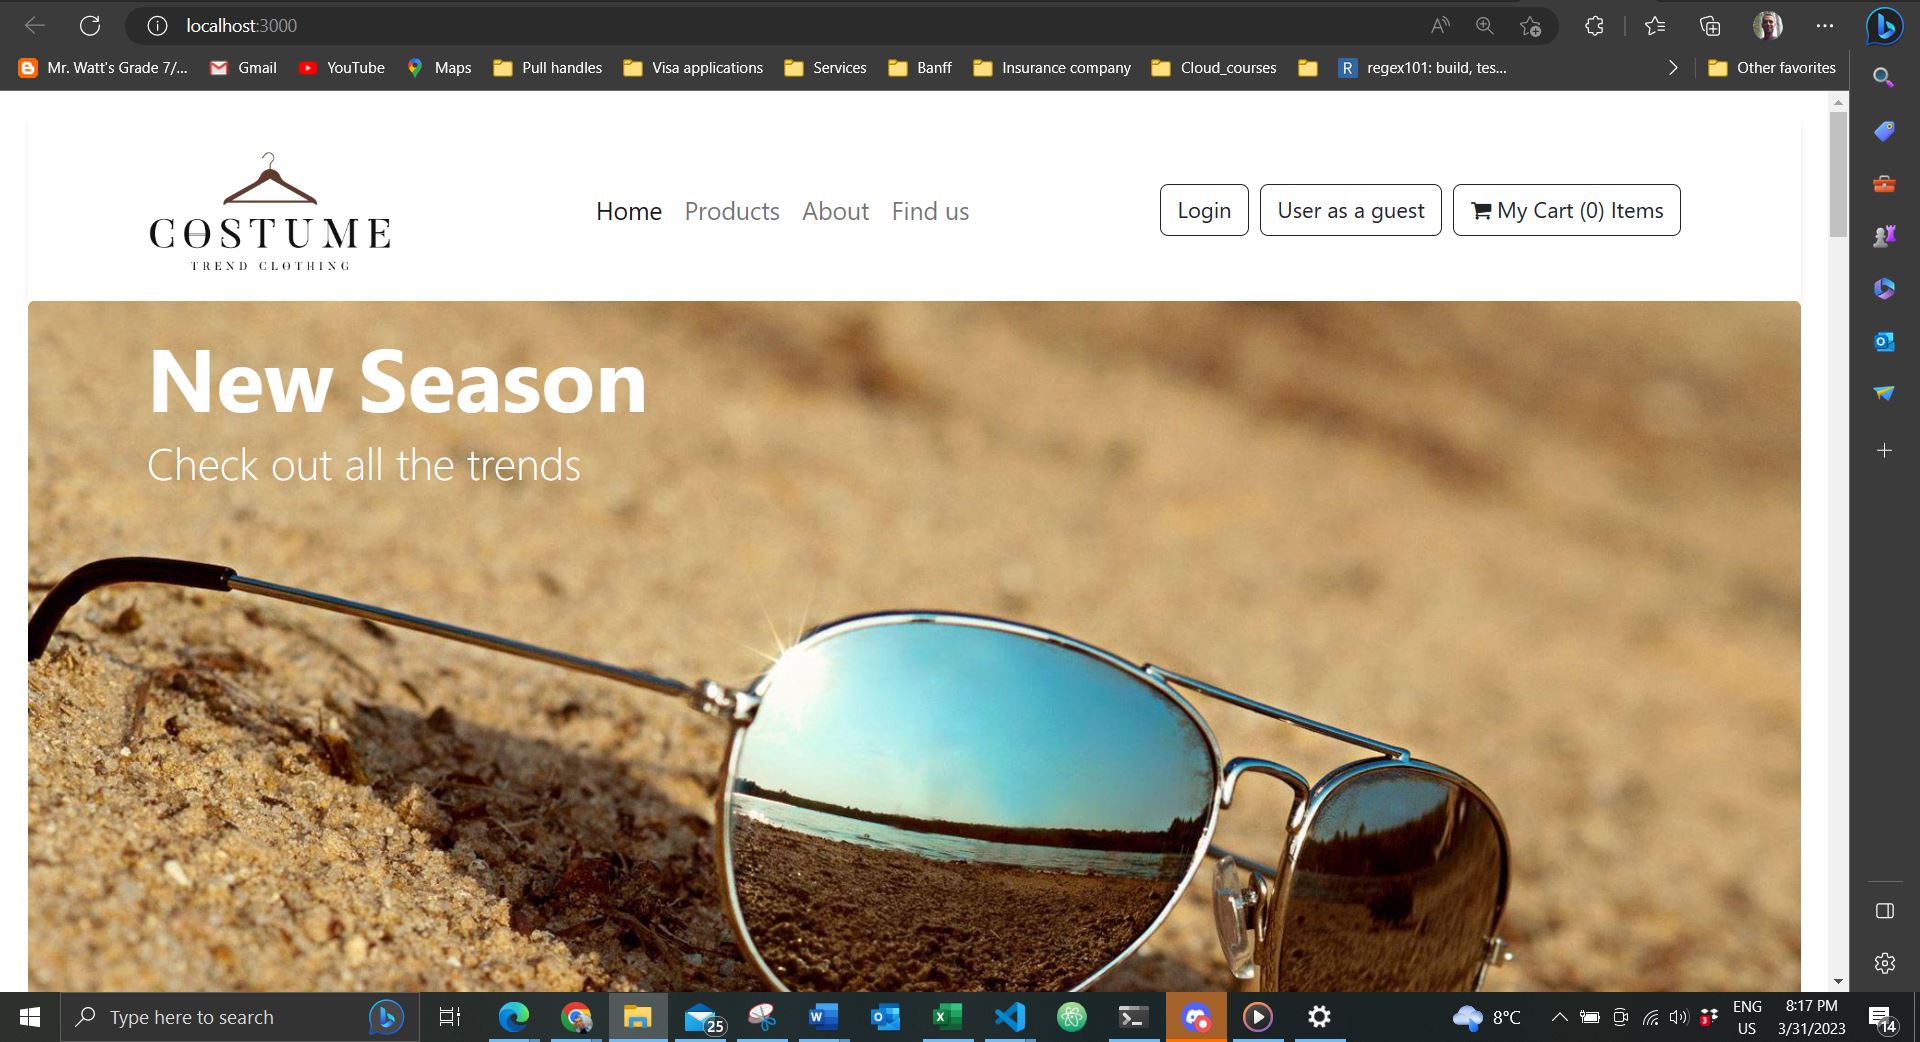 localhost:3000
Mr. Watt's Grade 7/...
Gmail
YouTube
Maps
Pull handles
Visa applications
Services
Banff
Insurance company
Cloud_courses
R
regex101: build, tes...
Other favorites
COSTUME
TREND CLOTHING
Home
Products
About
Find us
Login
User as a guest
My Cart (0) Items
New Season
Check out all the trends
Type here to search
25
8°C
3
ENG
US
8:17 PM
3/31/2023
14